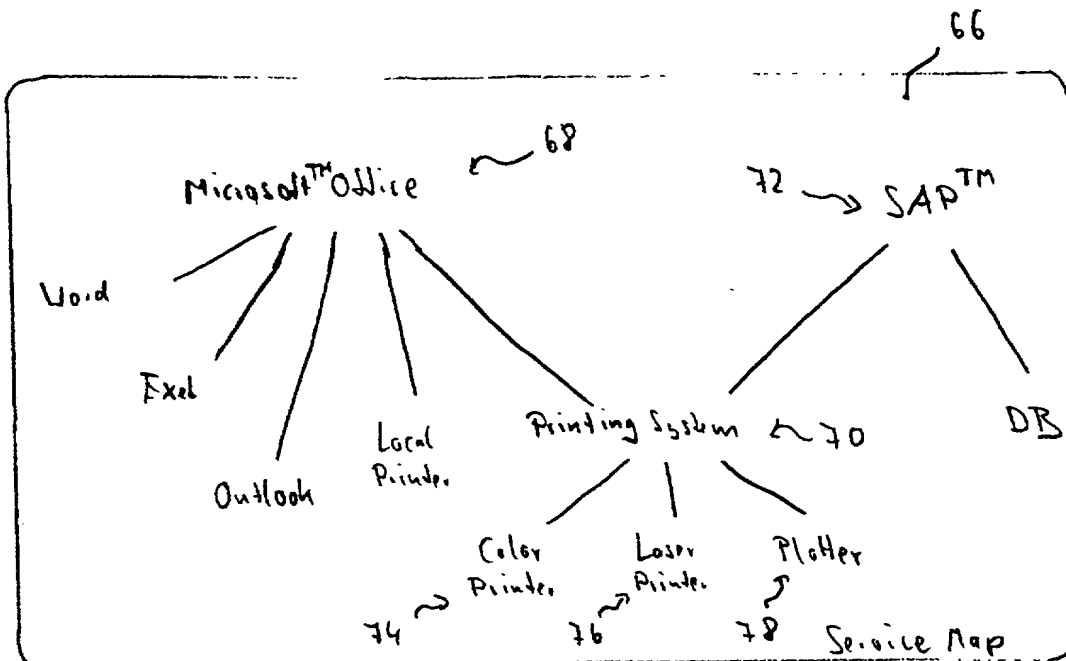 66
Microsoft™ Office
68
72
SAP™
Word
Exel
Outlook
Local
Printer
Printing System
70
DB
Color
Printer
Laser
Printer
Plotter
74
76
78
Service Map